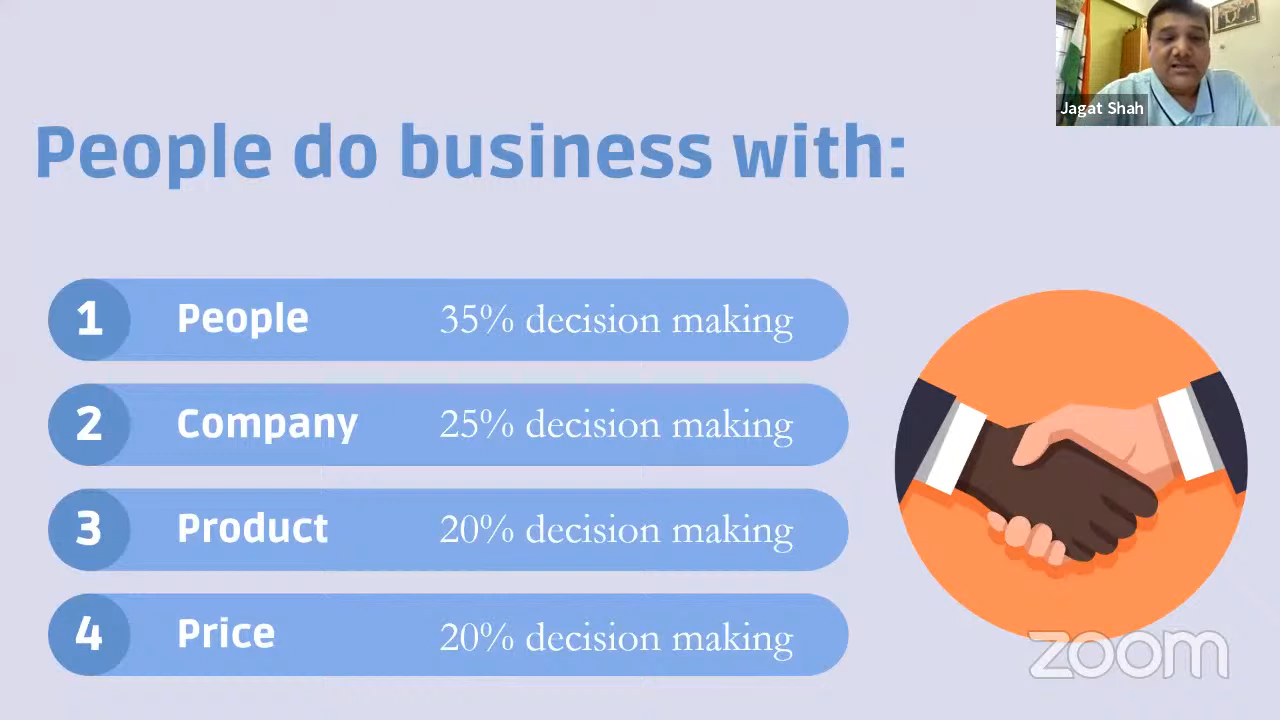 Jagat Shah
People do business with:
1 People 35% decision making
2 Company 25% decision making
3 Product 20% decision making
4 Price 20% decision making
zoom